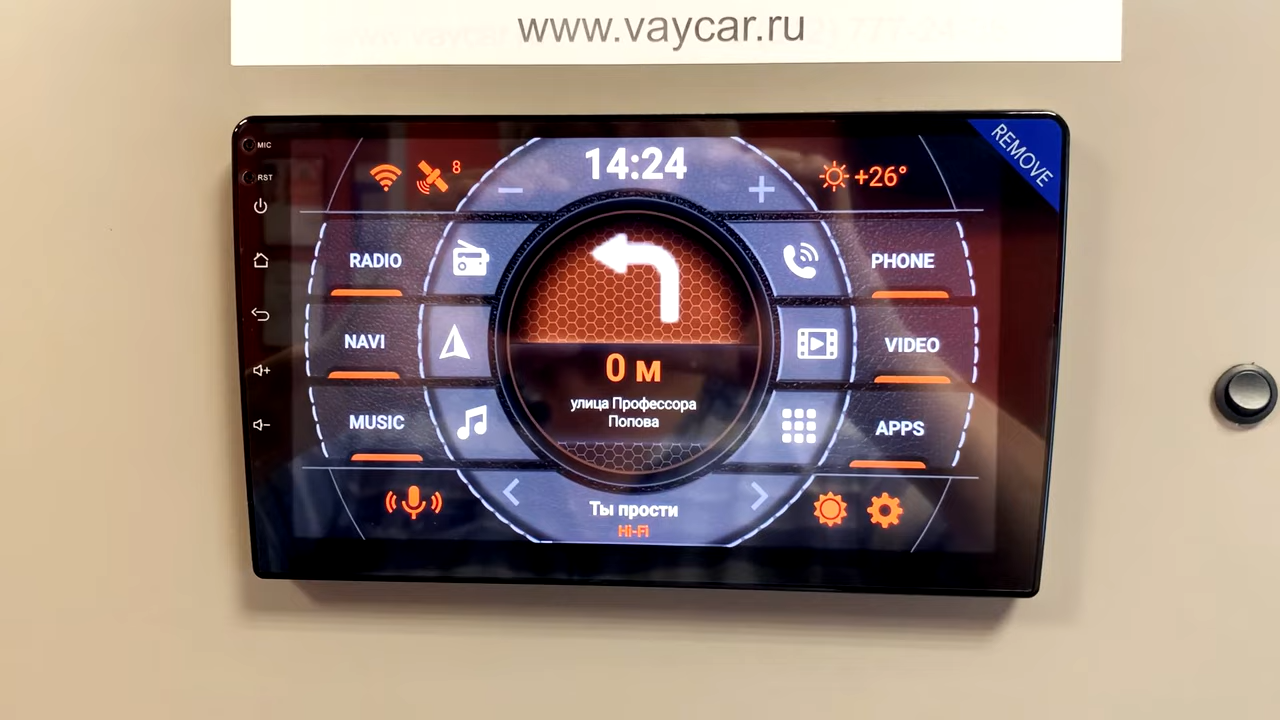 www.vaycar.ru
REMOVE
MIC
RST
8
14:24
+26°
RADIO
PHONE
NAVI
VIDEO
0 м
улица Профессора
Попова
MUSIC
APPS
Ты прости
Hi-Fi